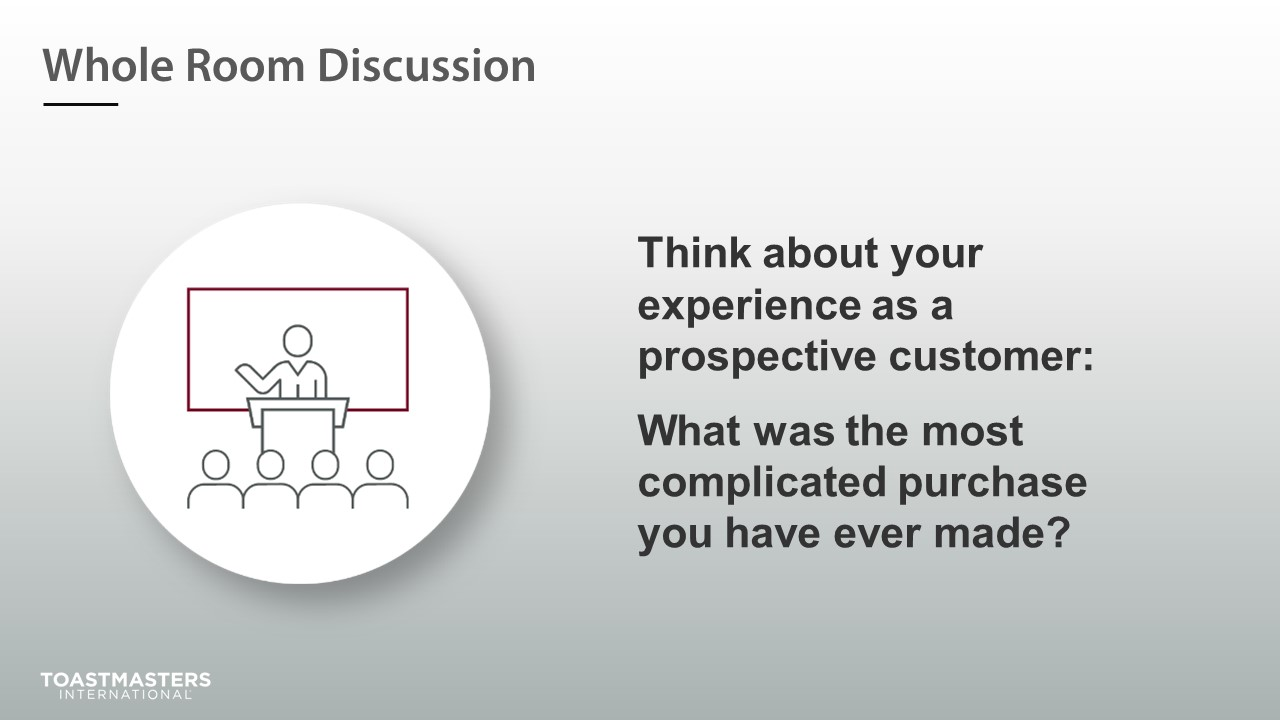 Whole Room Discussion
Think about your
experience as a
prospective customer:
What was the most
complicated purchase
you have ever made?
TOASTMASTERS
INTERNATIONAL